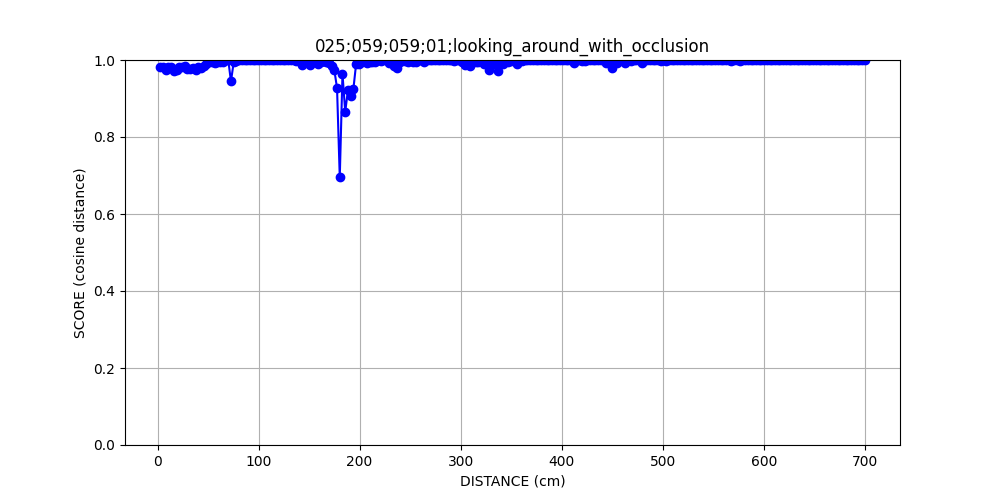 025;059;059;01;looking_around_with_occlusion
1.0
0.8
0.6
0.4
0.2
0.0
SCORE (cosine distance)
0 100 200 300 400 500 600 700
DISTANCE (cm)